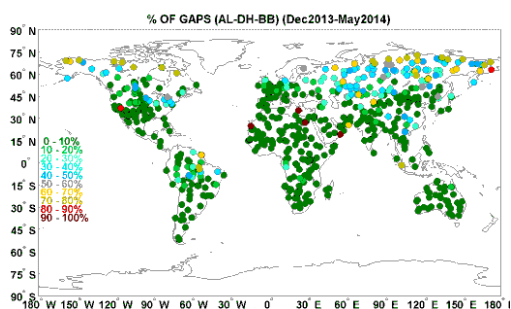 % OF GAPS (AL-DH-BB) (Dec2013-May2014)
90° N
75° N
60° N
45° N
30° N
15° N
0°
15° S
30° S
45° S
60° S
75° S
90° S
0 - 10%
10 - 20%
20 - 30%
30 - 40%
40 - 50%
50 - 60%
60 - 70%
70 - 80%
80 - 90%
90 - 100%
180° W 150° W 120° W 90° W 60° W 30° W 0° 30° E 60° E 90° E 120° E 150° E 180° E